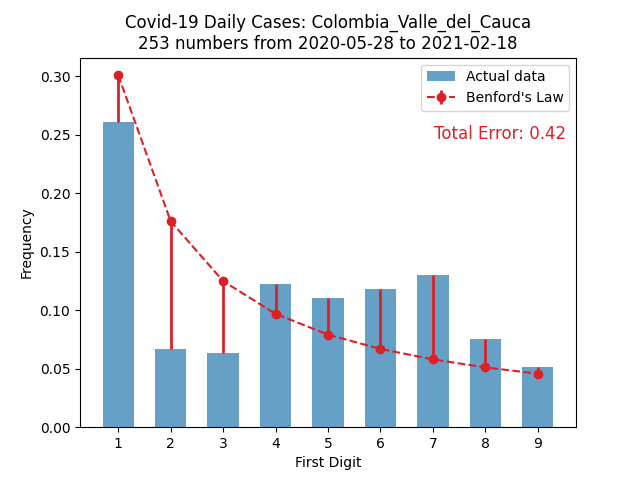 Covid-19 Daily Cases: Colombia_Valle_del_Cauca
253 numbers from 2020-05-28 to 2021-02-18
Actual data
Benford's Law
Total Error: 0.42
Frequency
0.30
0.25
0.20
0.15
0.10
0.05
0.00
1 2 3 4 5 6 7 8 9
First Digit